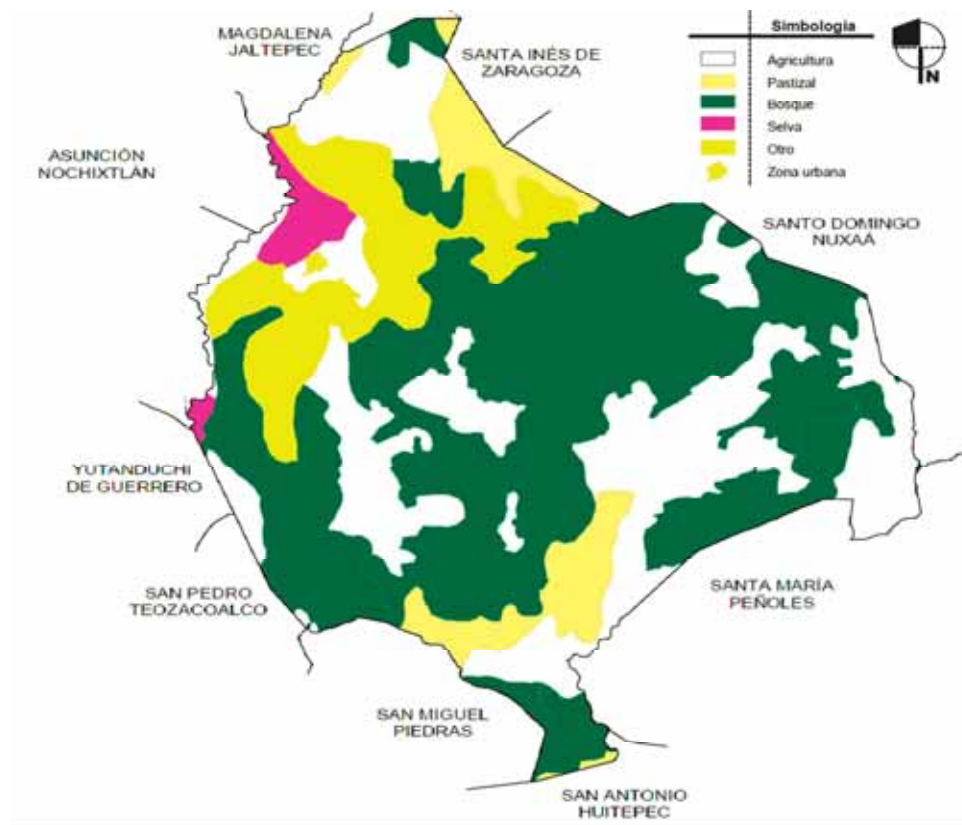 MAGDALENA
JALTEPEC
SANTA INÉS DE
ZARAGOZA
Simbología
Agricultura
Pastizal
Bosque
Selva
Otro
Zona urbana
N
ASUNCIÓN
NOCHIXTLÁN
SANTO DOMINGO
NUXAÁ
YUTANDUCHI
DE GUERRERO
SAN PEDRO
TEOZACOALCO
SANTA MARÍA
PEÑOLES
SAN MIGUEL
PIEDRAS
SAN ANTONIO
HUITEPEC